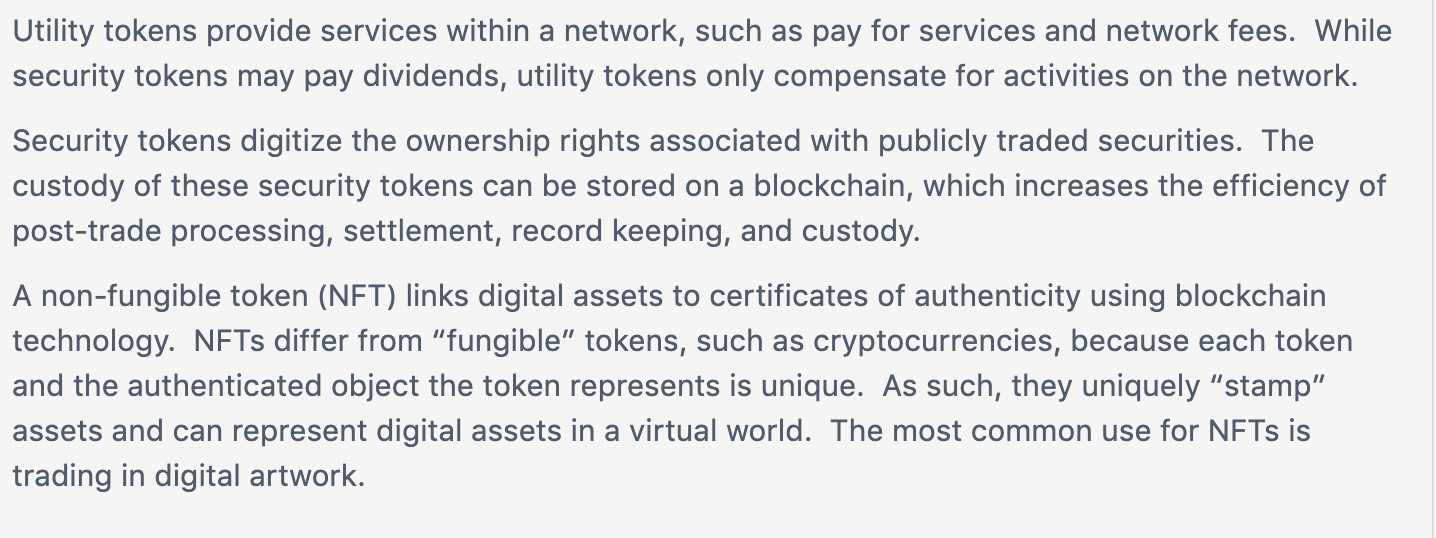 Utility tokens provide services within a network, such as pay for services and network fees.  While
security tokens may pay dividends, utility tokens only compensate for activities on the network.
Security tokens digitize the ownership rights associated with publicly traded securities.  The
custody of these security tokens can be stored on a blockchain, which increases the efficiency of
post-trade processing, settlement, record keeping, and custody.
A non-fungible token (NFT) links digital assets to certificates of authenticity using blockchain
technology.  NFTs differ from “fungible” tokens, such as cryptocurrencies, because each token
and the authenticated object the token represents is unique.  As such, they uniquely “stamp”
assets and can represent digital assets in a virtual world.  The most common use for NFTs is
trading in digital artwork.